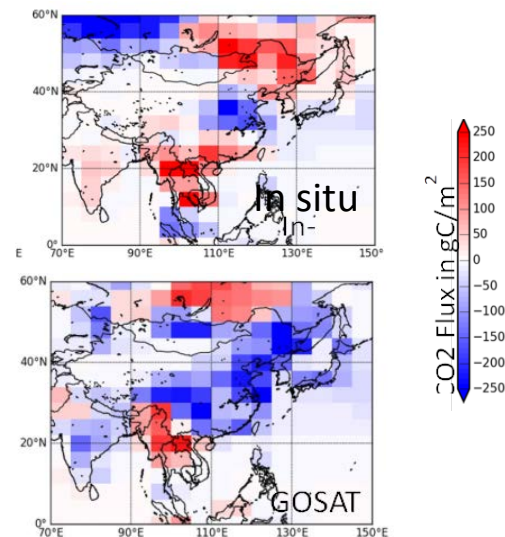 60°N
40°N
20°N
0°
E
70°E
90°E
110°E
130°E
150°
In situ
In-
60°N
40°N
20°N
0°
70°E
90°E
110°E
130°E
150°E
GOSAT
250
200
150
100
50
0
−50
−100
−150
−200
−250
CO2 Flux in gC/m²